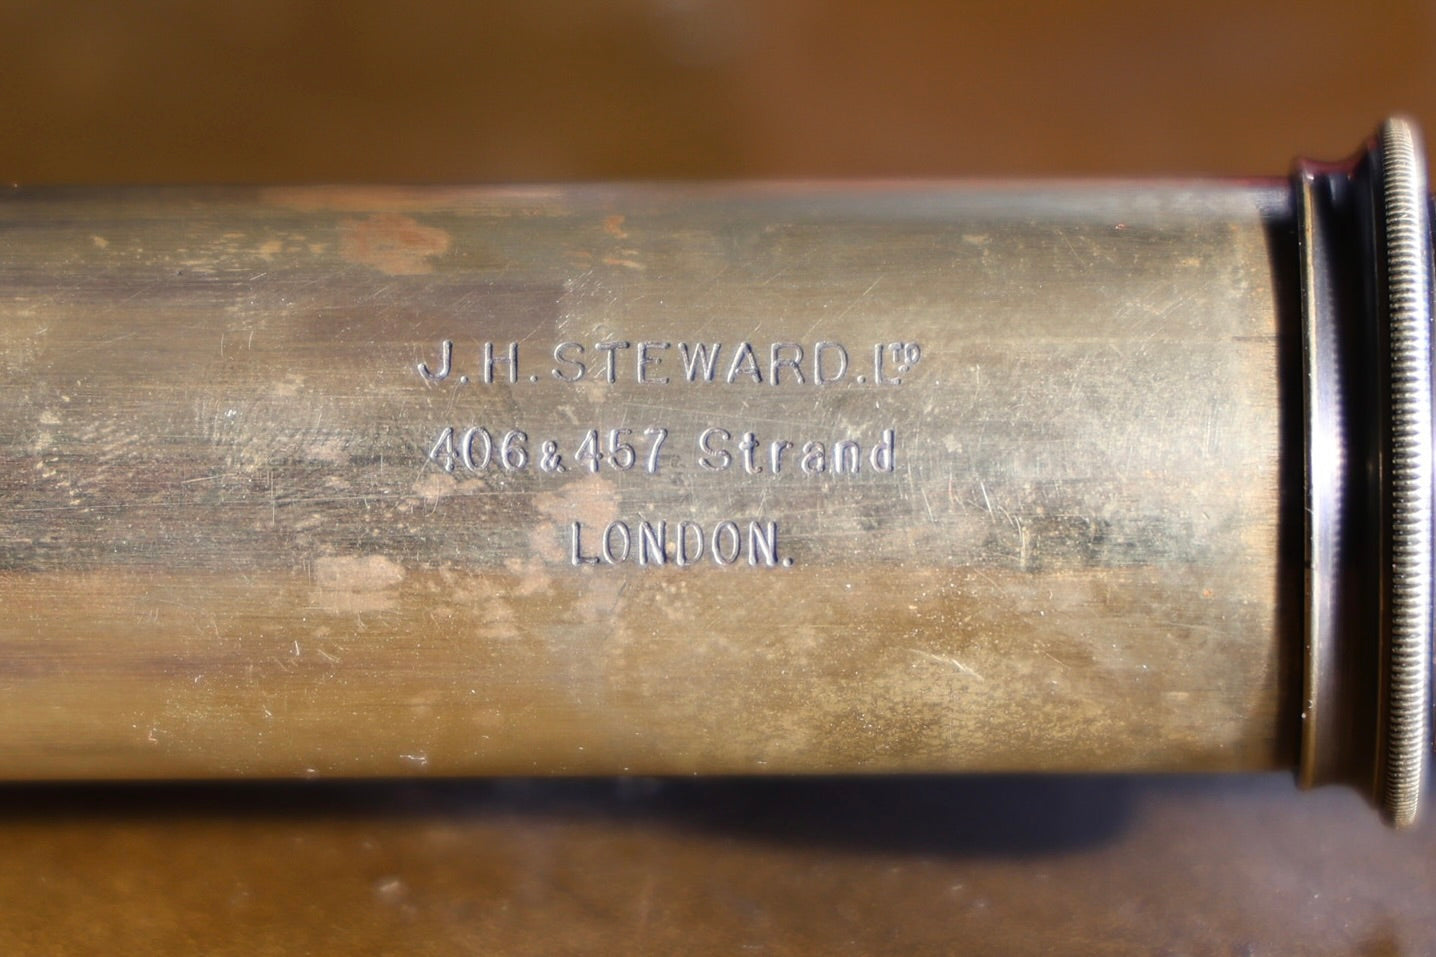 J.H.STEWARD.LTD
406&457 Strand
LONDON.